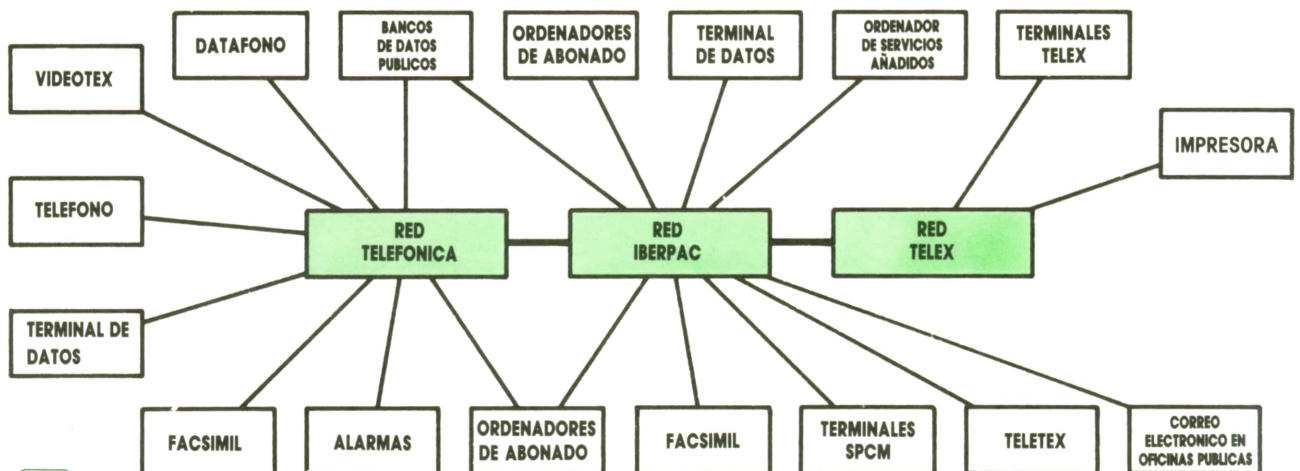 VIDEOTEX
DATAFONO
BANCOS
DE DATOS
PUBLICOS
ORDENADORES
DE ABONADO
TERMINAL
DE DATOS
ORDENADOR
DE SERVICIOS
AÑADIDOS
TERMINALES
TELEX
IMPRESORA
TELEFONO
RED
TELEFONICA
RED
IBERPAC
RED
TELEX
TERMINAL DE
DATOS
FACSIMIL
ALARMAS
ORDENADORES
DE ABONADO
FACSIMIL
TERMINALES
SPCM
TELETEX
CORREO
ELECTRONICO EN
OFICINAS PUBLICAS